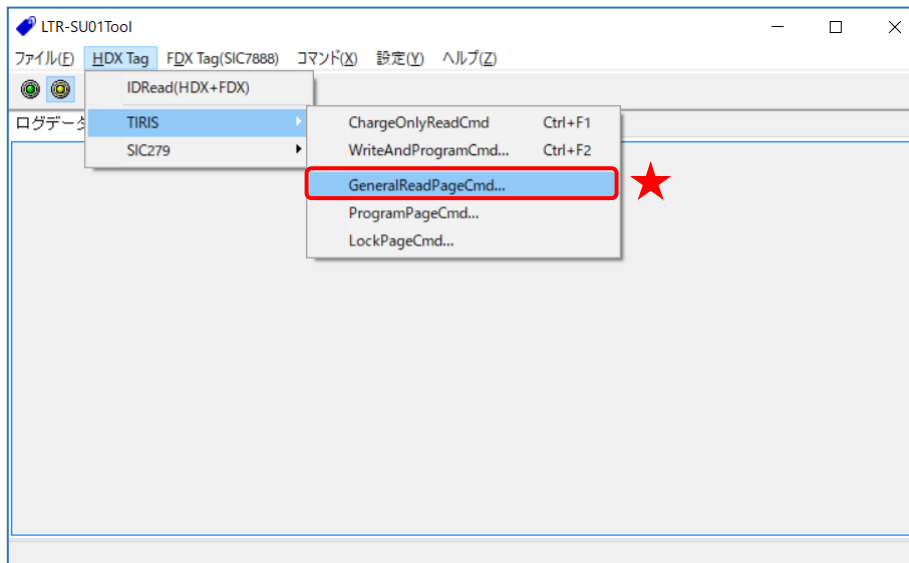 LTR-SU01Tool
ファイル(F) HDX Tag FDX Tag(SIC7888) コマンド(X) 設定(Y) ヘルプ(Z)
IDRead(HDX+FDX)
ログデータ
TIRIS
SIC279
ChargeOnlyReadCmd Ctrl+F1
WriteAndProgramCmd... Ctrl+F2
GeneralReadPageCmd...
ProgramPageCmd...
LockPageCmd...